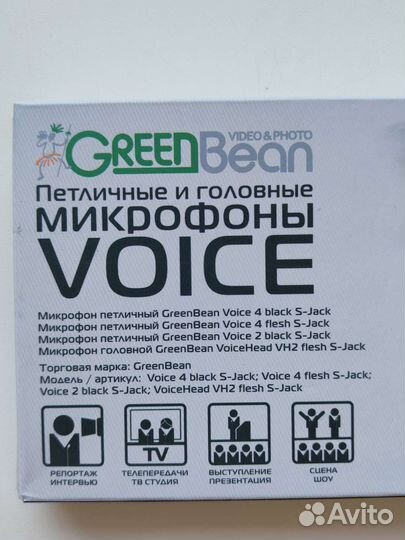 VIDEO & PHOTO
GREENBean
Петличные и головные
МИКРОФОНЫ
VOICE
Микрофон петличный GreenBean Voice 4 black S-Jack
Микрофон петличный GreenBean Voice 4 flesh S-Jack
Микрофон петличный GreenBean Voice 2 black S-Jack
Микрофон головной GreenBean VoiceHead VH2 flesh S-Jack
Торговая марка: GreenBean
Модель / артикул: Voice 4 black S-Jack; Voice 4 flesh S-Jack;
Voice 2 black S-Jack; VoiceHead VH2 flesh S-Jack
TV
РЕПОРТАЖ
ИНТЕРВЬЮ
ТЕЛЕПЕРЕДАЧИ
ТВ СТУДИЯ
ВЫСТУПЛЕНИЕ
ПРЕЗЕНТАЦИЯ
СЦЕНА
ШОУ
Avito